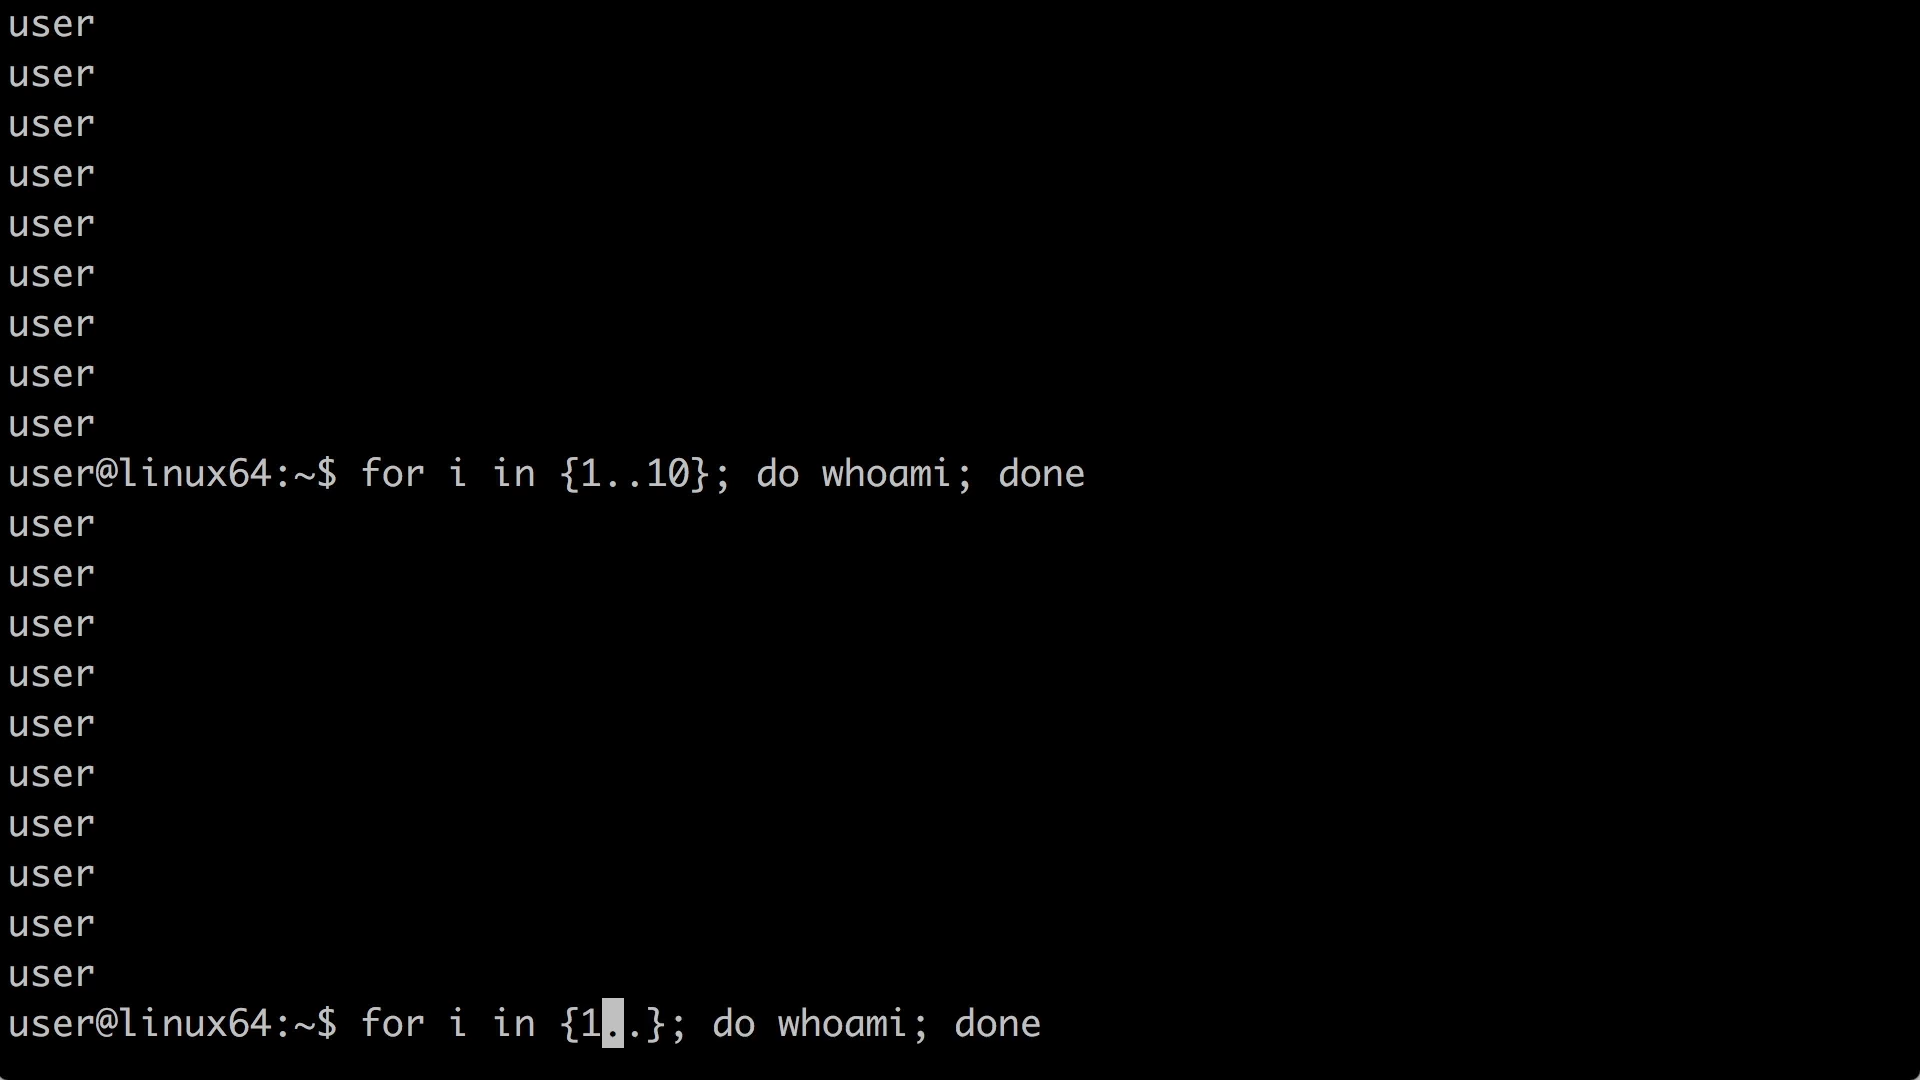 user
user
user
user
user
user
user
user
user
user@linux64:~$ for i in {1..10}; do whoami; done
user
user
user
user
user
user
user
user
user
user
user@linux64:~$ for i in {1..}; do whoami; done